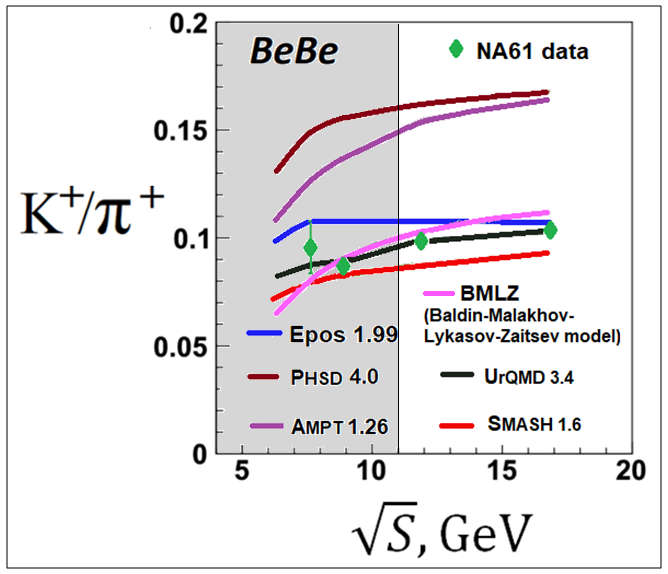 0.2
BeBe
NA61 data
0.15
K⁺/π⁺
0.1
BMLZ
(Baldin-Malakhov-
Lykasov-Zaitsev model)
Epos 1.99
0.05
PHSD 4.0
URQMD 3.4
AMPT 1.26
SMASH 1.6
0
5 10 15 20
√S, GeV